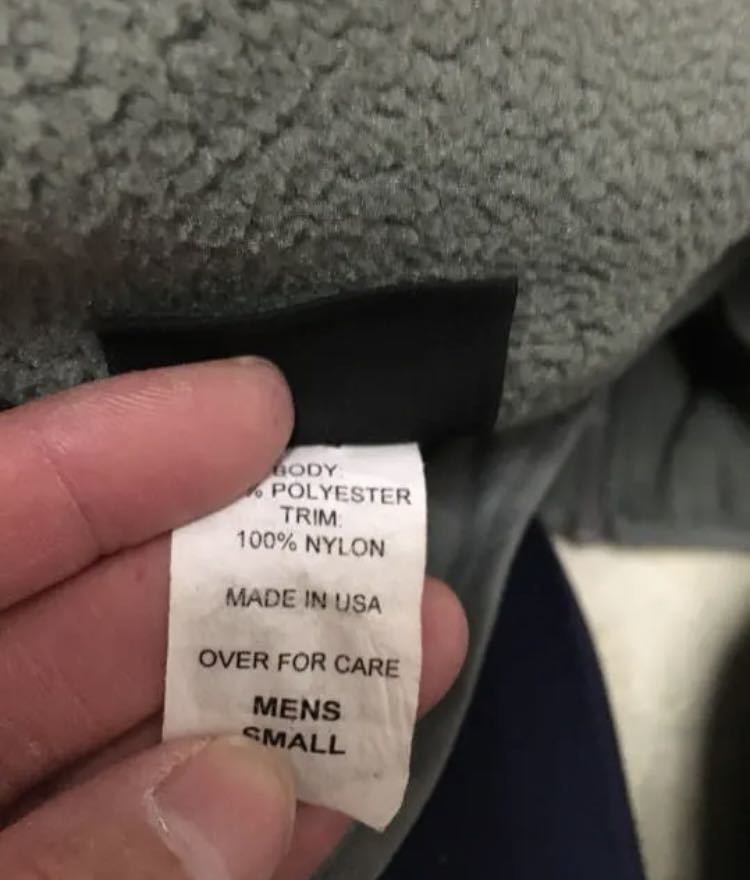 BODY:
% POLYESTER
TRIM:
100% NYLON
MADE IN USA
OVER FOR CARE
MENS
SMALL